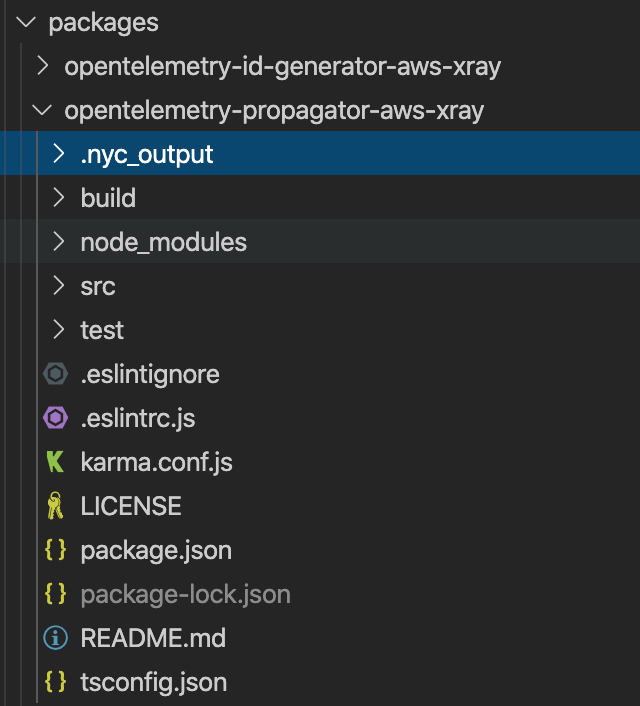 packages
opentelemetry-id-generator-aws-xray
opentelemetry-propagator-aws-xray
.nyc_output
build
node_modules
src
test
.eslintignore
.eslintrc.js
karma.conf.js
LICENSE
package.json
package-lock.json
README.md
tsconfig.json